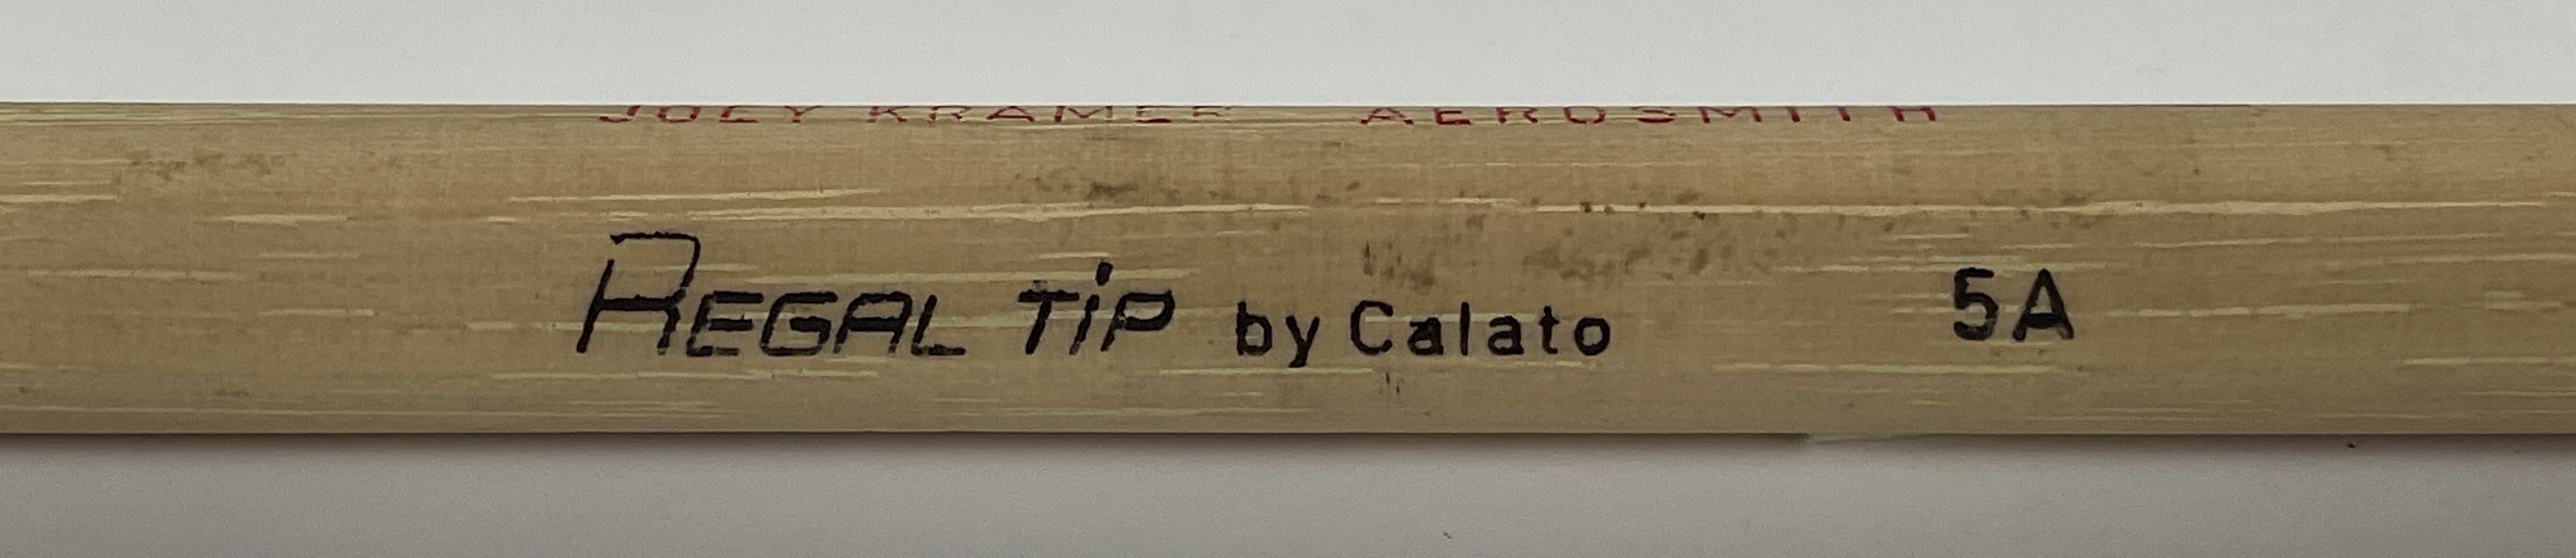 JOEY KRAMER AEROSMITH
REGAL TiP by Calato 5A